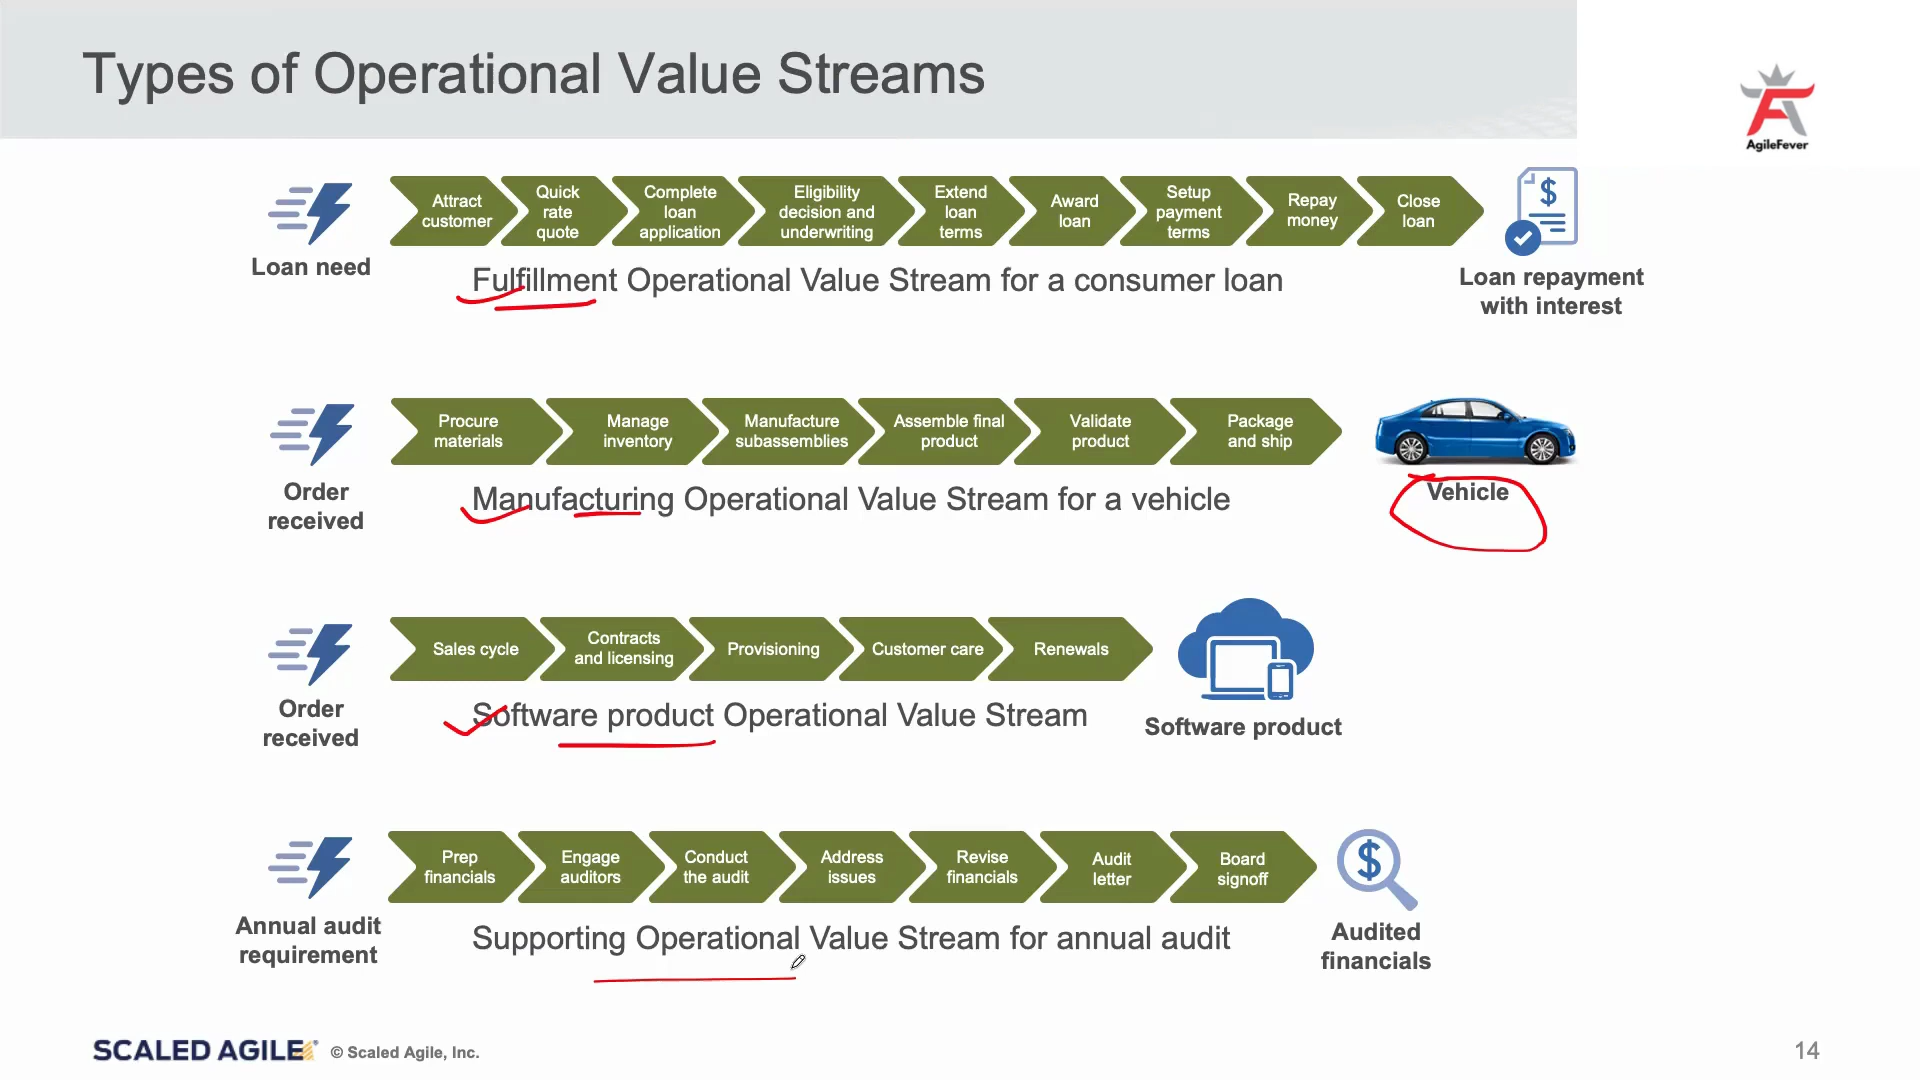 Types of Operational Value Streams
AgileFever
Attract
customer
Quick
rate
quote
Complete
loan
application
Eligibility
decision and
underwriting
Extend
loan
terms
Award
loan
Setup
payment
terms
Repay
money
Close
loan
$
Loan need
Fulfillment Operational Value Stream for a consumer loan
Loan repayment
with interest
Procure
materials
Manage
inventory
Manufacture
subassemblies
Assemble final
product
Validate
product
Package
and ship
Order
received
Manufacturing Operational Value Stream for a vehicle
Vehicle
Sales cycle
Contracts
and licensing
Provisioning
Customer care
Renewals
Order
received
Software product Operational Value Stream
Software product
Prep
financials
Engage
auditors
Conduct
the audit
Address
issues
Revise
financials
Audit
letter
Board
signoff
$
Annual audit
requirement
Supporting Operational Value Stream for annual audit
Audited
financials
SCALED AGILE ® © Scaled Agile, Inc.
14